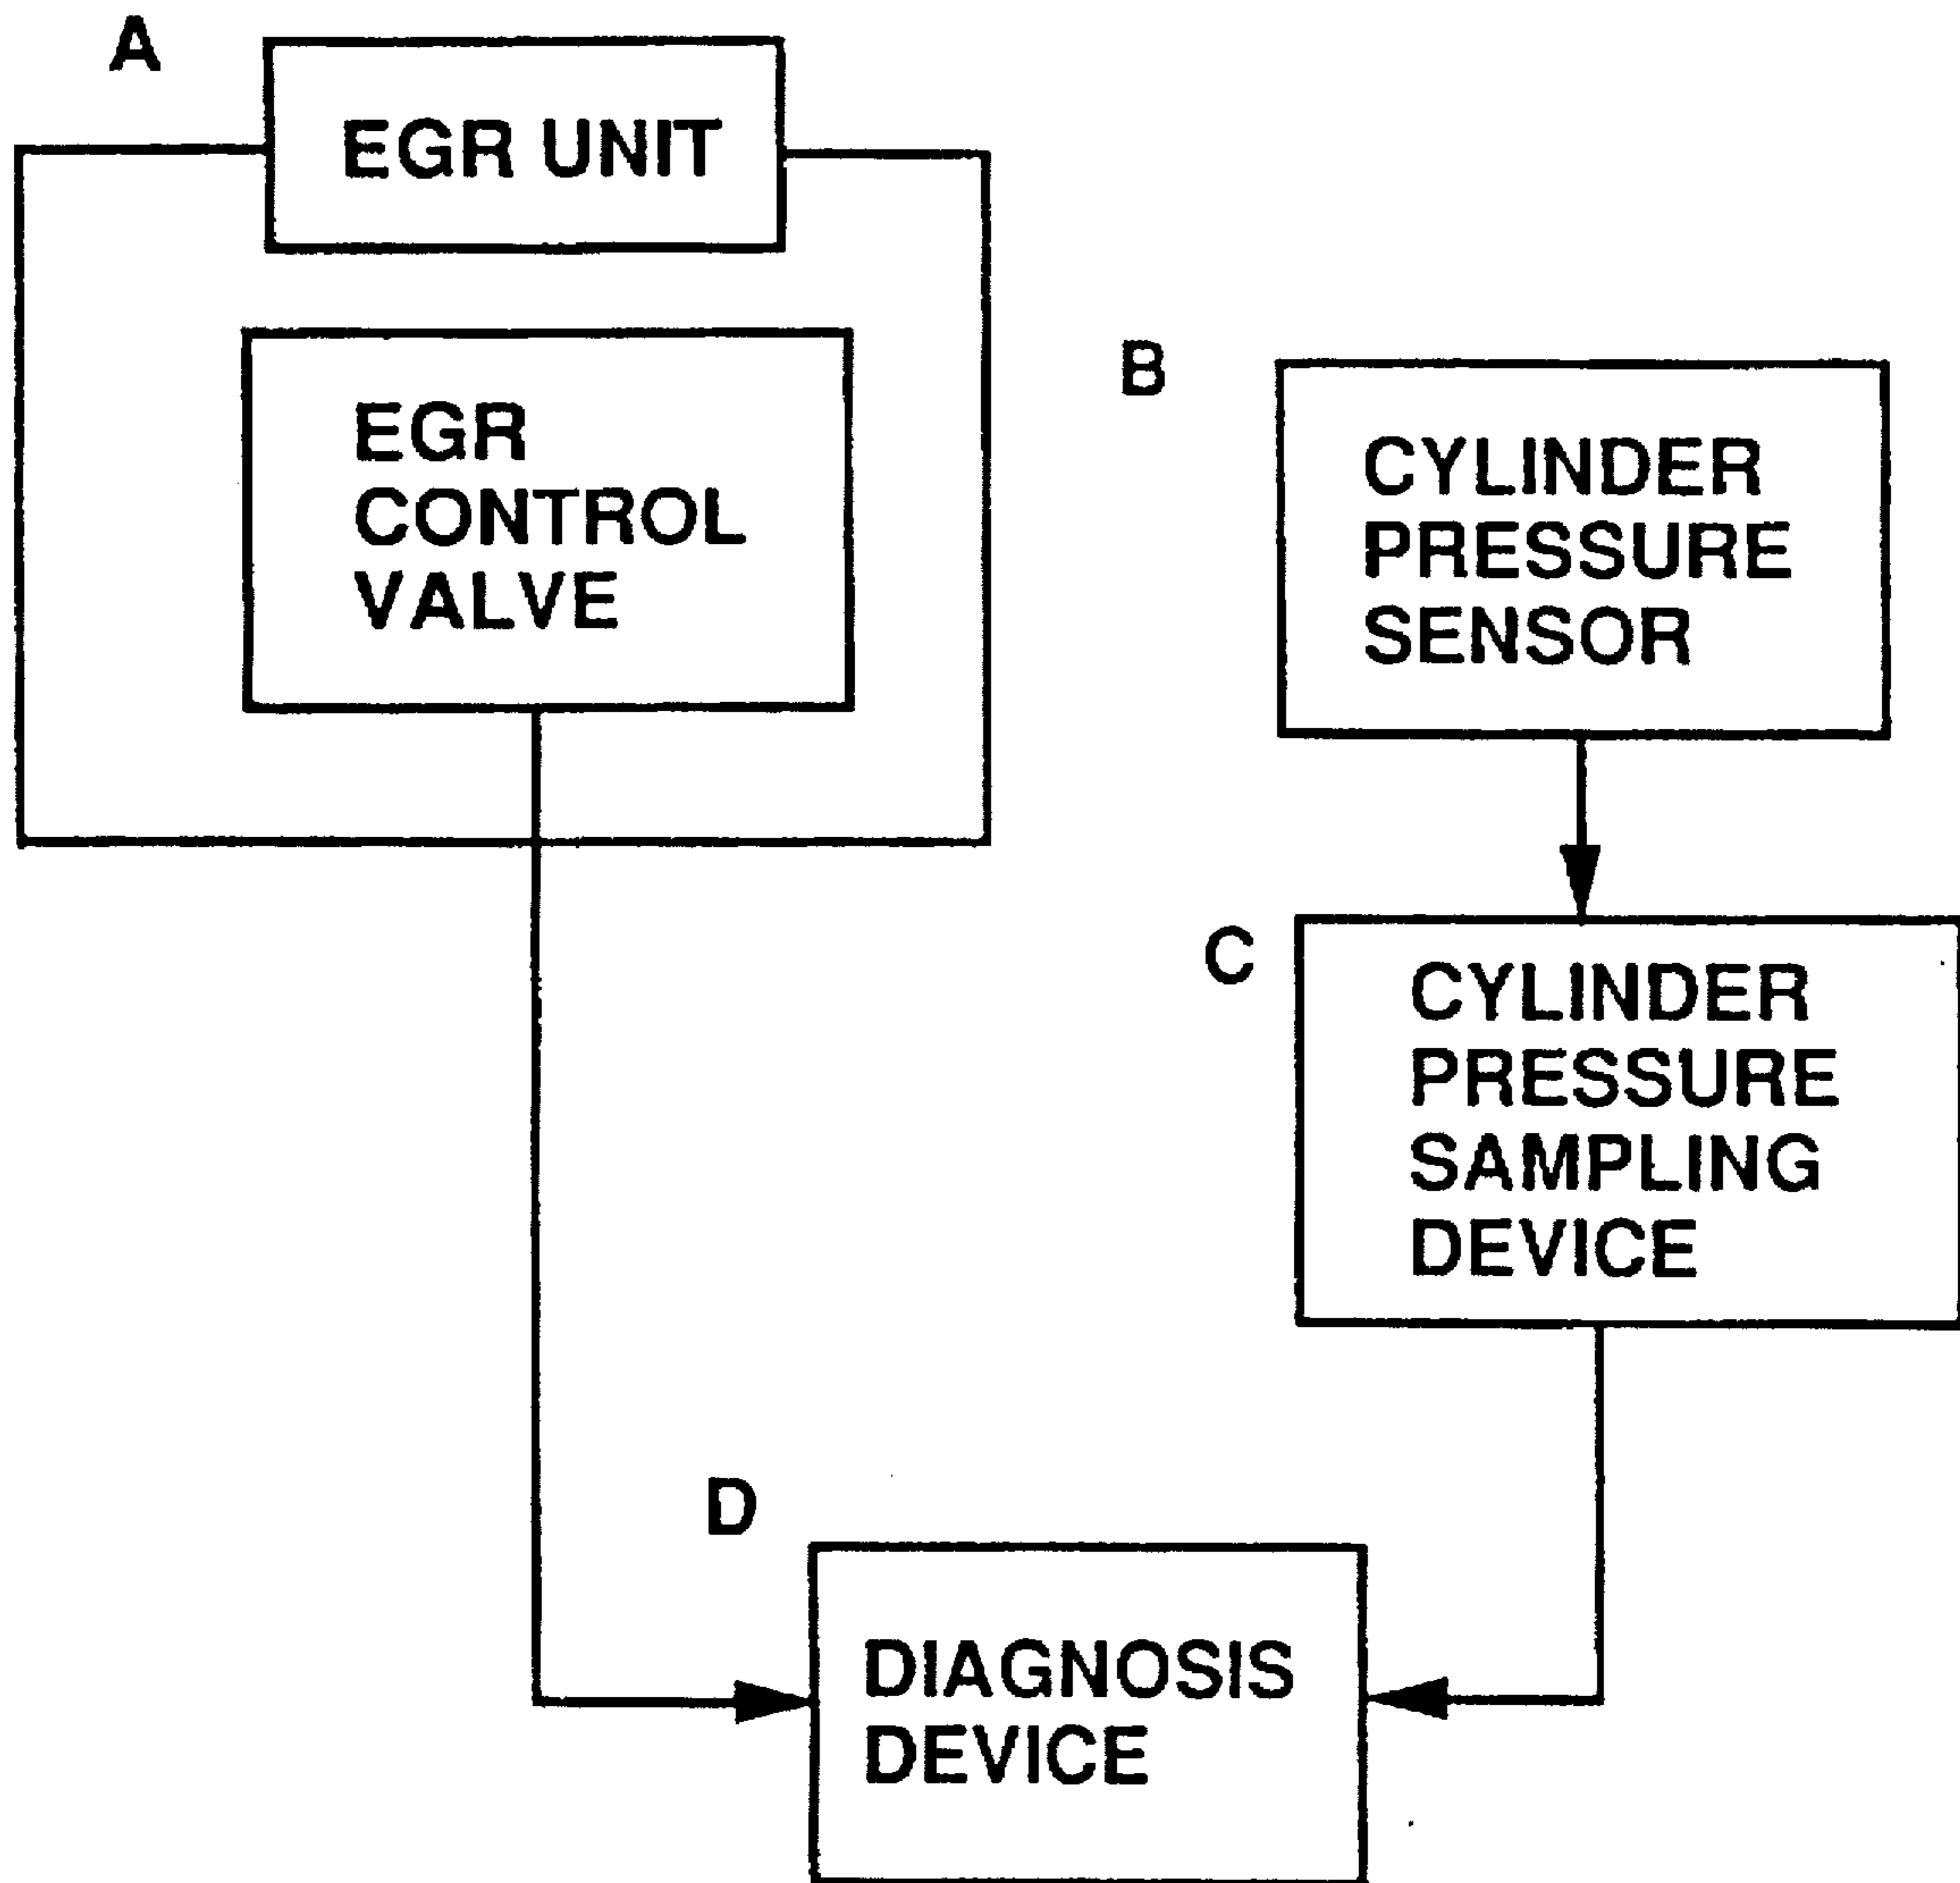 A
EGR UNIT
EGR
CONTROL
VALVE
B
CYLINDER
PRESSURE
SENSOR
C
CYLINDER
PRESSURE
SAMPLING
DEVICE
D
DIAGNOSIS
DEVICE